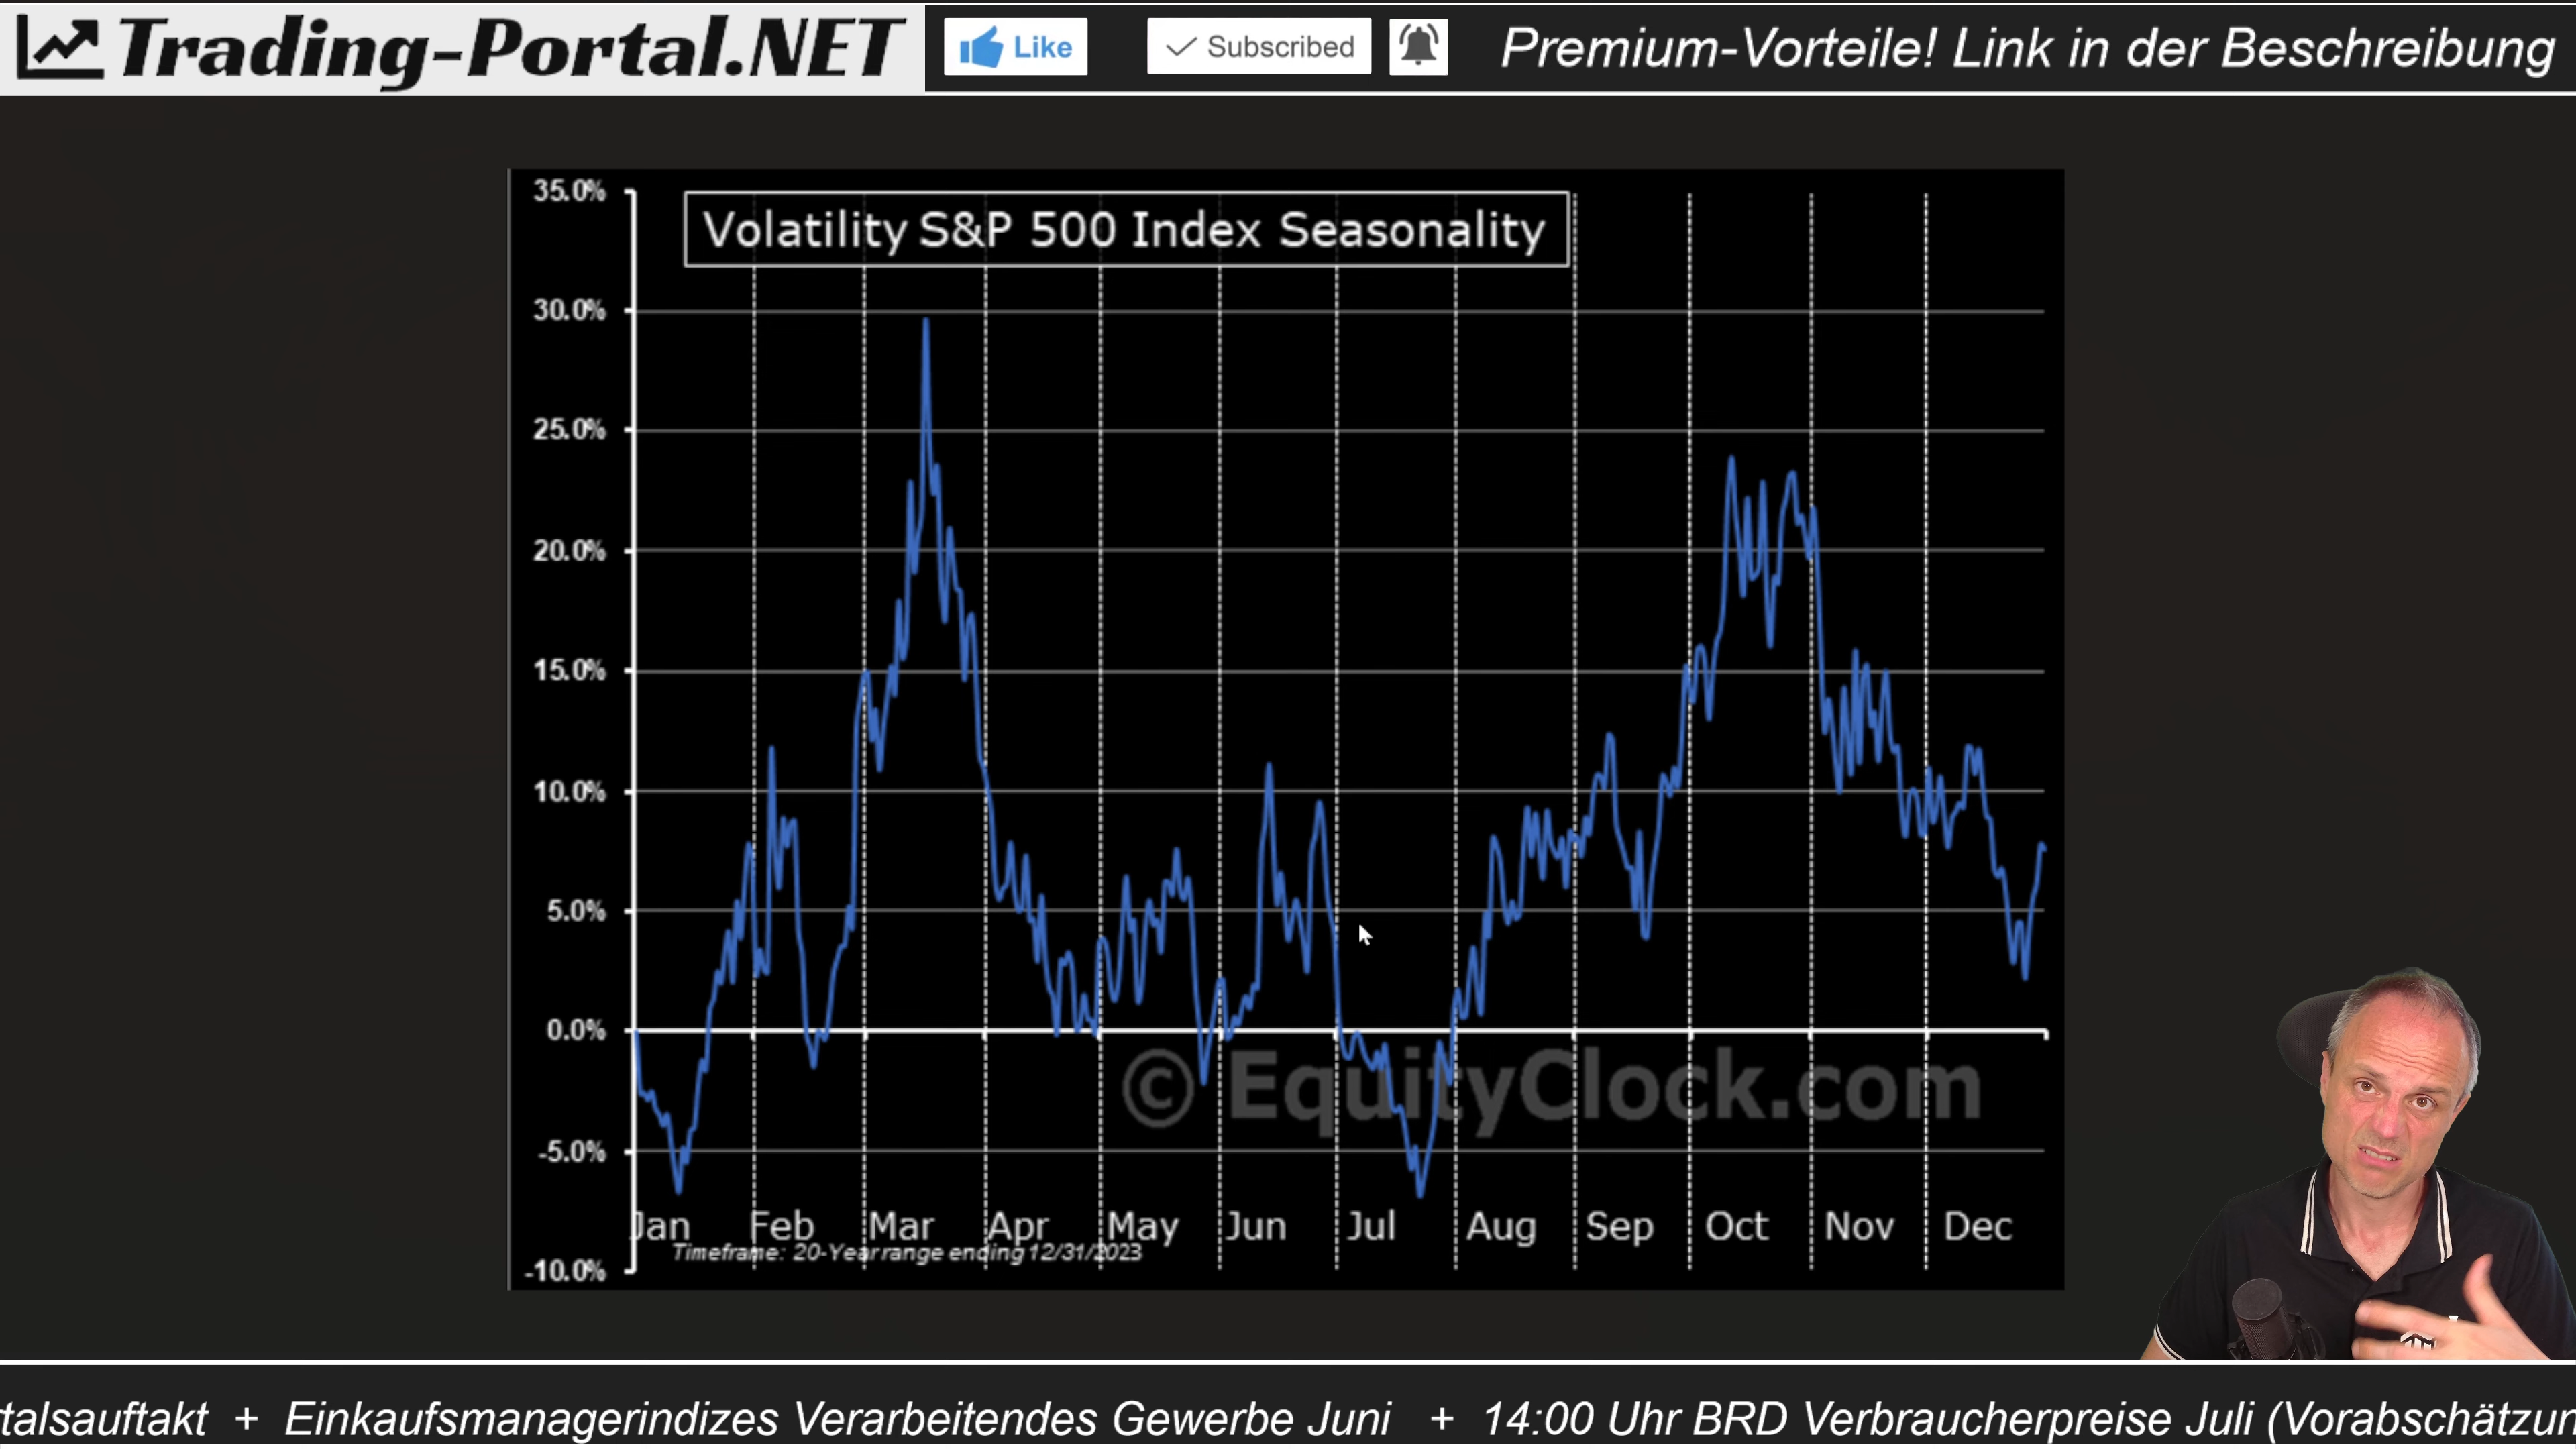 Trading-Portal.NET
Like
Subscribed
Premium-Vorteile! Link in der Beschreibung
35.0%
Volatility S&P 500 Index Seasonality
30.0%
25.0%
20.0%
15.0%
10.0%
5.0%
0.0%
© EquityClock.com
-5.0%
Jan Feb Mar Apr May Jun Jul Aug Sep Oct Nov Dec
Timeframe: 20-Year range ending 12/31/2023
-10.0%
talsauftakt + Einkaufsmanagerindizes Verarbeitendes Gewerbe Juni + 14:00 Uhr BRD Verbraucherpreise Juli (Vorabschätzun